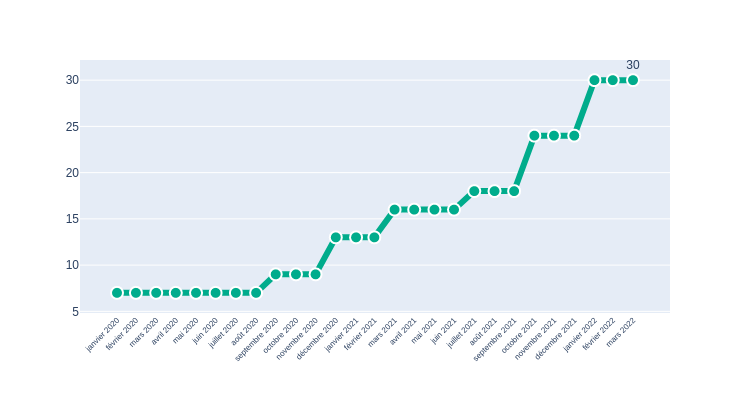 30
30
25
20
15
10
5
janvier 2020
février 2020
mars 2020
avril 2020
mai 2020
juin 2020
juillet 2020
août 2020
septembre 2020
octobre 2020
novembre 2020
décembre 2020
janvier 2021
février 2021
mars 2021
avril 2021
mai 2021
juin 2021
juillet 2021
août 2021
septembre 2021
octobre 2021
novembre 2021
décembre 2021
janvier 2022
février 2022
mars 2022